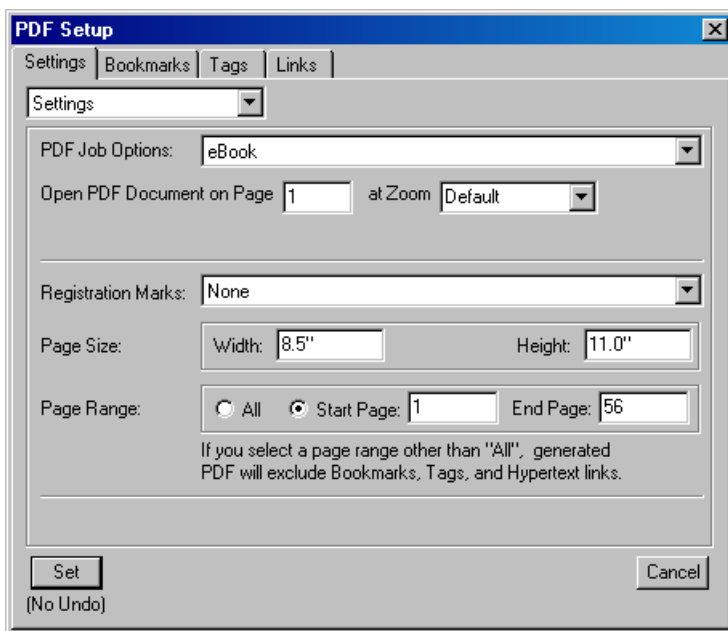 PDF Setup
Settings Bookmarks Tags Links
Settings
PDF Job Options: eBook
Open PDF Document on Page 1 at Zoom Default
Registration Marks: None
Page Size: Width: 8.5" Height: 11.0"
Page Range: All Start Page: 1 End Page: 56
If you select a page range other than "All", generated
PDF will exclude Bookmarks, Tags, and Hypertext links.
Set Cancel
(No Undo)